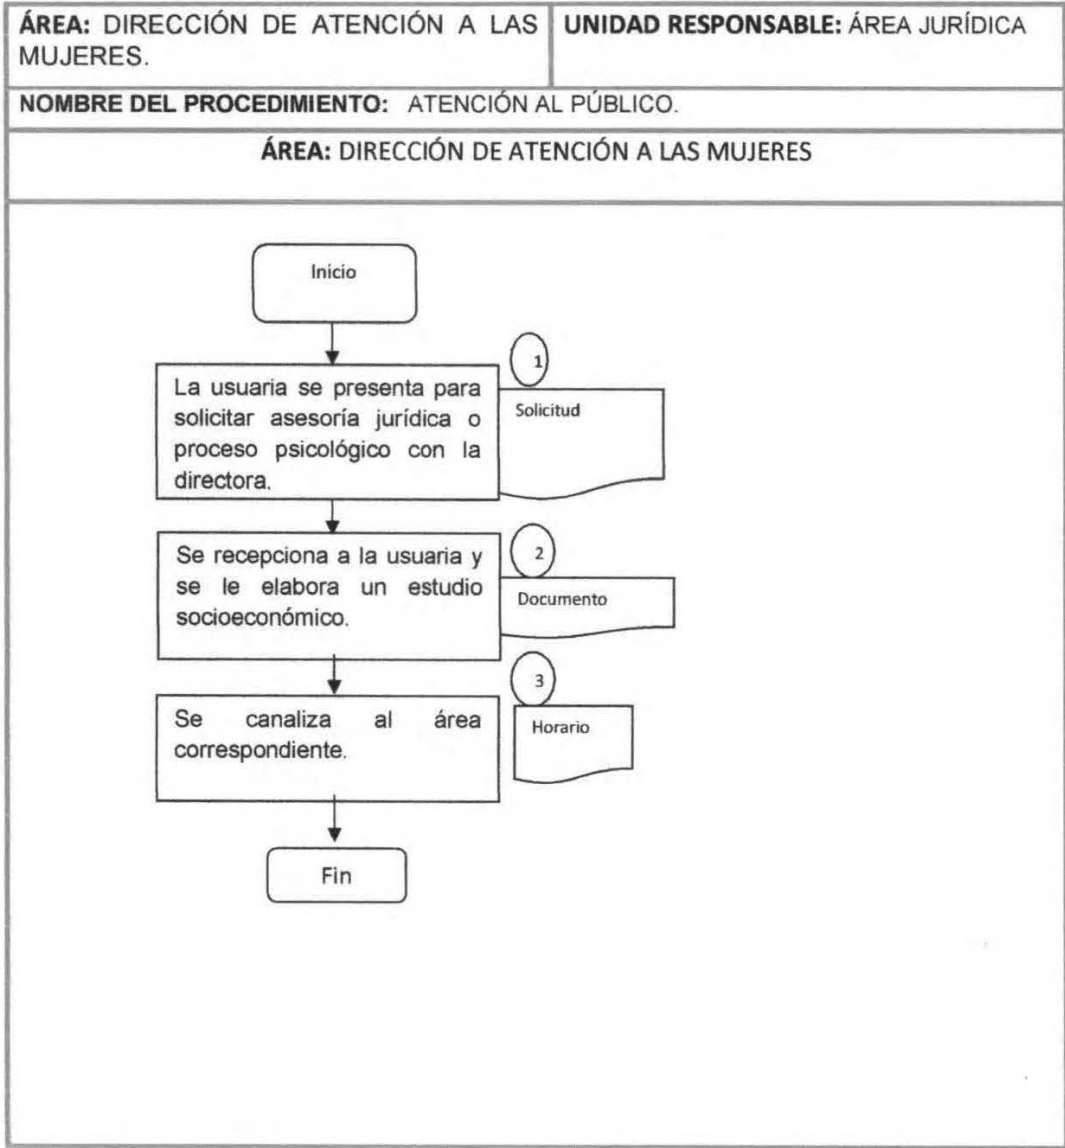 ÁREA: DIRECCIÓN DE ATENCIÓN A LAS
MUJERES.
UNIDAD RESPONSABLE: ÁREA JURÍDICA
NOMBRE DEL PROCEDIMIENTO: ATENCIÓN AL PÚBLICO.
ÁREA: DIRECCIÓN DE ATENCIÓN A LAS MUJERES
Inicio
La usuaria se presenta para
solicitar asesoría jurídica o
proceso psicológico con la
directora.
1
Solicitud
Se recepciona a la usuaria y
se le elabora un estudio
socioeconómico.
2
Documento
Se canaliza al área
correspondiente.
3
Horario
Fin